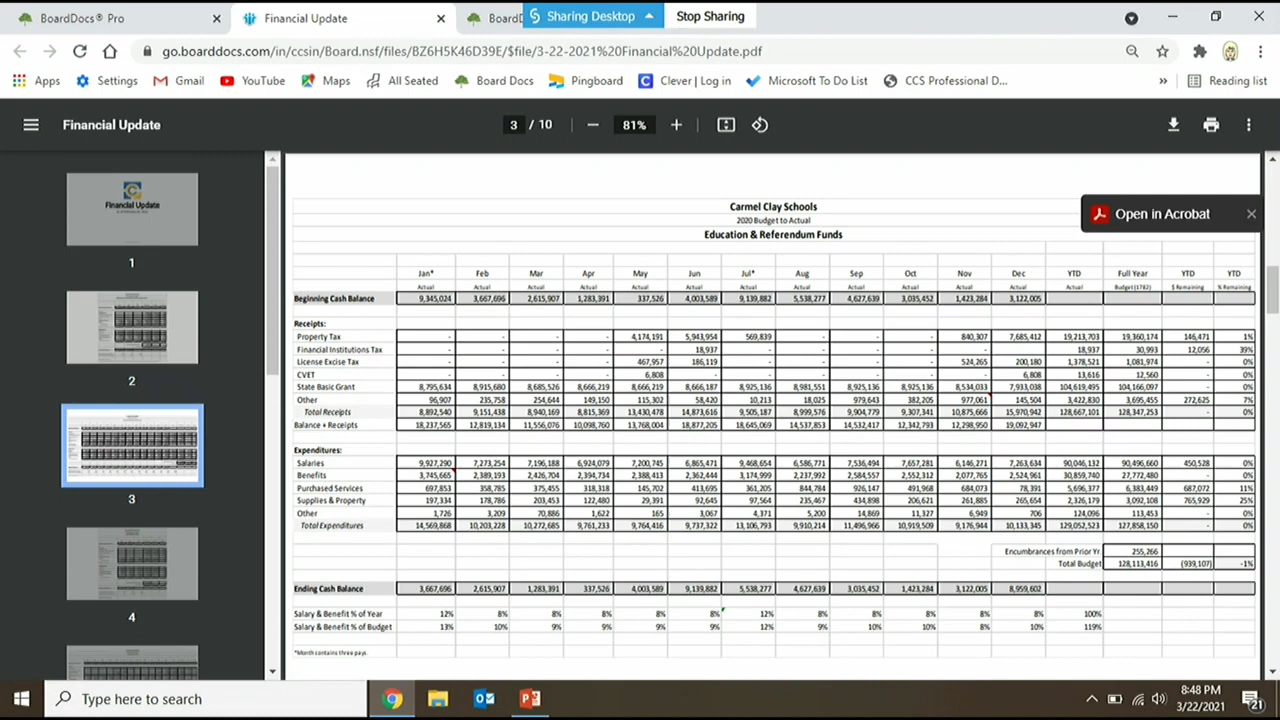 BoardDocs® Pro
Financial Update
BoardD
Sharing Desktop
Stop Sharing
go.boarddocs.com/in/ccsin/Board.nsf/files/BZ6H5K46D39E/$file/3-22-2021%20Financial%20Update.pdf
Apps Settings Gmail YouTube Maps All Seated Board Docs Pingboard Clever | Log in Microsoft To Do List CCS Professional D... » Reading list
Financial Update
3 / 10
81%
Open in Acrobat
Financial Update
1
2
3
4
Carmel Clay Schools
2020 Budget to Actual
Education & Referendum Funds
Jan* Feb Mar Apr May Jun Jul* Aug Sep Oct Nov Dec YTD Full Year YTD YTD
Actual Actual Actual Actual Actual Actual Actual Actual Actual Actual Actual Actual Actual Budget (1782) $ Remaining % Remaining
Beginning Cash Balance 9,345,024 3,667,696 2,615,907 1,283,391 337,526 4,003,589 9,139,882 5,538,277 4,627,639 3,035,452 1,423,284 3,122,005
Receipts:
Property Tax - - - - 4,174,191 5,943,954 569,839 - - - 840,307 7,685,412 19,213,703 19,360,174 146,471 1%
Financial Institutions Tax - - - - - 18,937 - - - - - - 18,937 30,993 12,056 39%
License Excise Tax - - - - 467,957 186,119 - - - - 524,265 200,180 1,378,521 1,081,974 - 0%
CVET - - - - 6,808 - - - - - - 6,808 13,616 12,560 - 0%
State Basic Grant 8,795,634 8,915,680 8,685,526 8,666,219 8,666,219 8,666,187 8,925,136 8,981,551 8,925,136 8,925,136 8,534,033 7,933,038 104,619,495 104,166,097 - 0%
Other 96,907 235,758 254,644 149,150 115,302 58,420 10,213 18,025 979,643 382,205 977,061 145,504 3,422,830 3,695,455 272,625 7%
Total Receipts 8,892,540 9,151,438 8,940,169 8,815,369 13,430,478 14,873,616 9,505,187 8,999,576 9,904,779 9,307,341 10,875,666 15,970,942 128,667,101 128,347,253 - 0%
Balance + Receipts 18,237,565 12,819,134 11,556,076 10,098,760 13,768,004 18,877,205 18,645,069 14,537,853 14,532,417 12,342,793 12,298,950 19,092,947
Expenditures:
Salaries 9,927,290 7,273,254 7,196,188 6,924,079 7,200,745 6,865,471 9,468,654 6,586,771 7,536,494 7,657,281 6,146,271 7,263,634 90,046,132 90,496,660 450,528 0%
Benefits 3,745,665 2,389,193 2,426,704 2,394,734 2,388,413 2,362,444 3,174,999 2,237,992 2,584,557 2,552,312 2,077,765 2,524,961 30,859,740 27,772,480 - 0%
Purchased Services 697,853 358,785 375,455 318,318 145,702 413,695 361,205 844,784 926,147 491,968 684,073 78,391 5,696,377 6,383,449 687,072 11%
Supplies & Property 197,334 178,786 203,453 122,480 29,391 92,645 97,564 235,467 434,898 206,621 261,885 265,654 2,326,179 3,092,108 765,929 25%
Other 1,726 3,209 70,886 1,622 165 3,067 4,371 5,200 14,869 11,327 6,949 706 124,096 113,453 - 0%
Total Expenditures 14,569,868 10,203,228 10,272,685 9,761,233 9,764,416 9,737,322 13,106,793 9,910,214 11,496,966 10,919,509 9,176,944 10,133,345 129,052,523 127,858,150 - 0%
Encumbrances from Prior Yr. 255,266
Total Budget 128,113,416 (939,107) -1%
Ending Cash Balance 3,667,696 2,615,907 1,283,391 337,526 4,003,589 9,139,882 5,538,277 4,627,639 3,035,452 1,423,284 3,122,005 8,959,602
Salary & Benefit % of Year 12% 8% 8% 8% 8% 8% 12% 8% 8% 8% 8% 8% 100%
Salary & Benefit % of Budget 13% 10% 9% 9% 9% 9% 12% 9% 10% 10% 8% 10% 119%
*Month contains three pays.
Type here to search
8:48 PM
3/22/2021
21